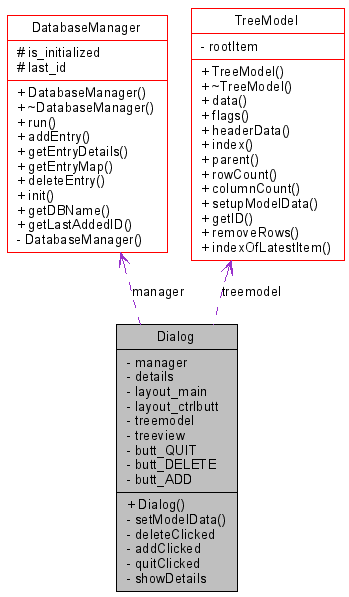 DatabaseManager
# is_initialized
# last_id
+ DatabaseManager()
+ ~DatabaseManager()
+ run()
+ addEntry()
+ getEntryDetails()
+ getEntryMap()
+ deleteEntry()
+ init()
+ getDBName()
+ getLastAddedID()
- DatabaseManager()
TreeModel
- rootItem
+ TreeModel()
+ ~TreeModel()
+ data()
+ flags()
+ headerData()
+ index()
+ parent()
+ rowCount()
+ columnCount()
+ setupModelData()
+ getID()
+ removeRows()
+ indexOfLatestItem()
manager
treemodel
Dialog
- manager
- details
- layout_main
- layout_ctrlbutt
- treemodel
- treeview
- butt_QUIT
- butt_DELETE
- butt_ADD
+ Dialog()
- setModelData()
- deleteClicked
- addClicked
- quitClicked
- showDetails